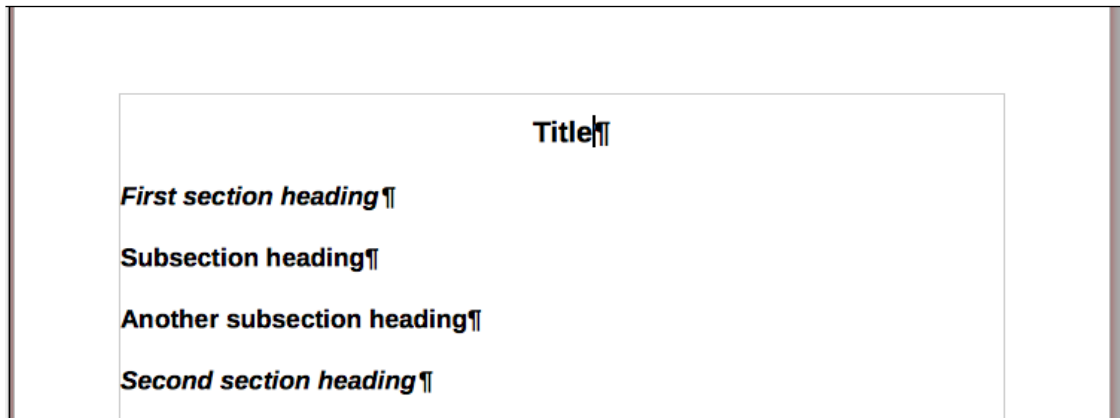 Title¶
First section heading¶
Subsection heading¶
Another subsection heading¶
Second section heading¶